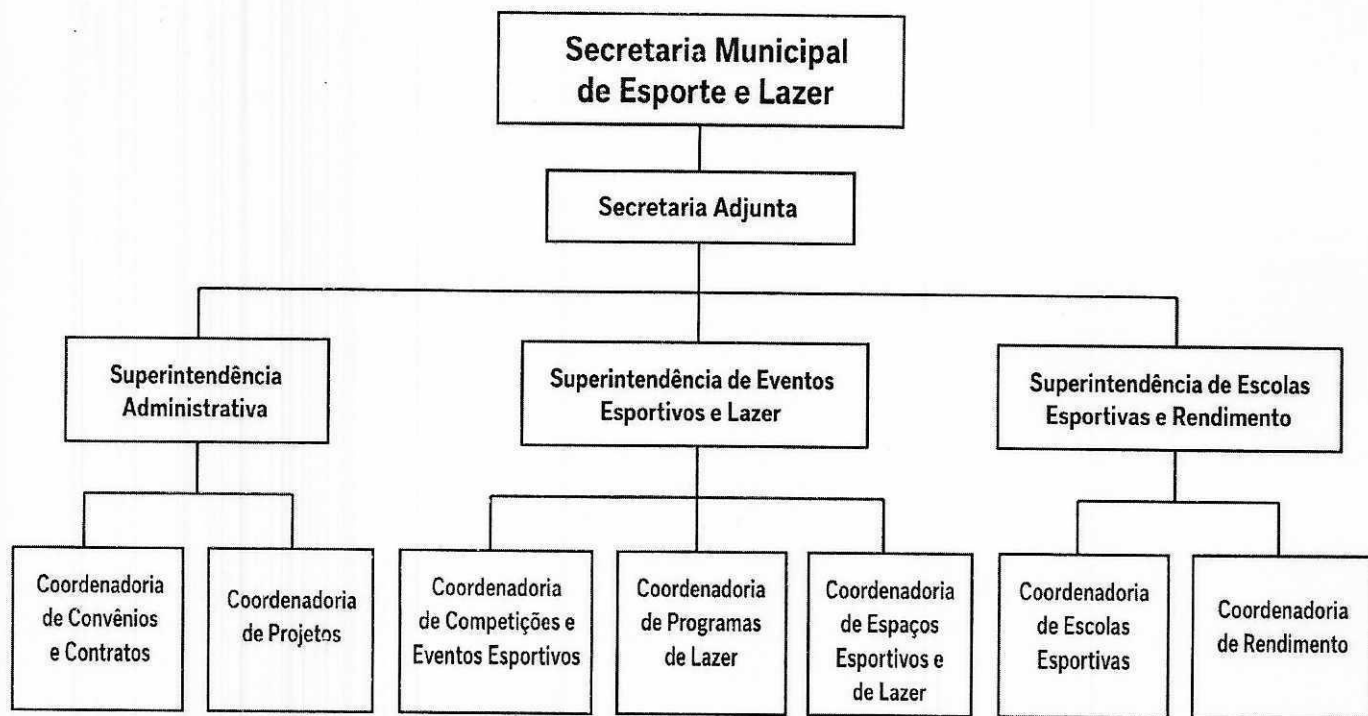 Secretaria Municipal
de Esporte e Lazer
Secretaria Adjunta
Superintendência
Administrativa
Superintendência de Eventos
Esportivos e Lazer
Superintendência de Escolas
Esportivas e Rendimento
Coordenadoria
de Convênios
e Contratos
Coordenadoria
de Projetos
Coordenadoria
de Competições e
Eventos Esportivos
Coordenadoria
de Programas
de Lazer
Coordenadoria
de Espaços
Esportivos e
de Lazer
Coordenadoria
de Escolas
Esportivas
Coordenadoria
de Rendimento